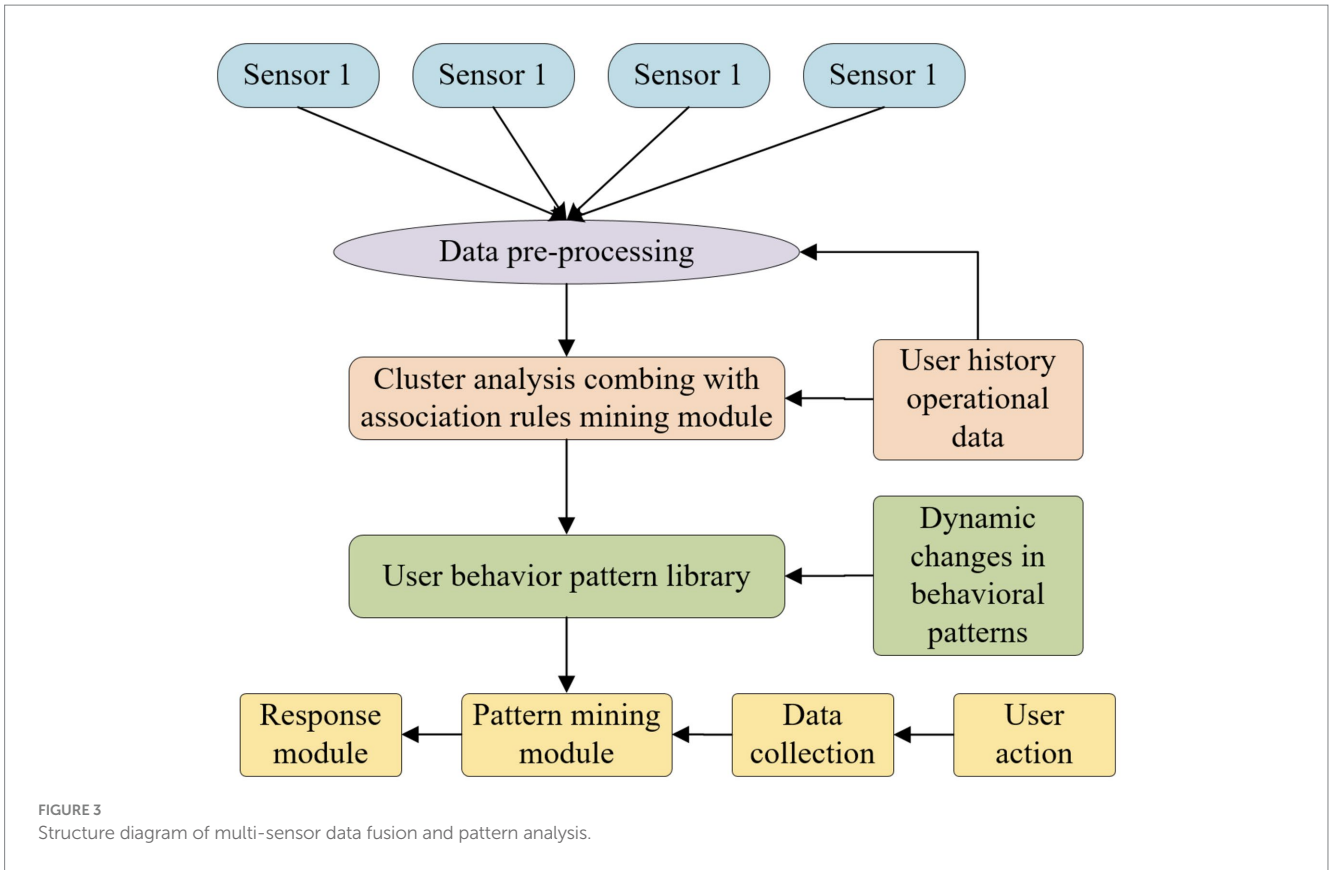 Sensor 1
Sensor 1
Sensor 1
Sensor 1
Data pre-processing
Cluster analysis combing with
association rules mining module
User history
operational
data
User behavior pattern library
Dynamic
changes in
behavioral
patterns
Response
module
Pattern mining
module
Data
collection
User
action
FIGURE 3
Structure diagram of multi-sensor data fusion and pattern analysis.